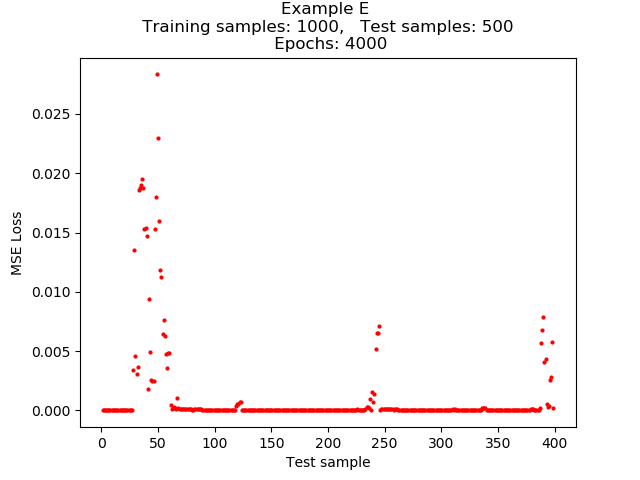 Example E
Training samples: 1000,   Test samples: 500
Epochs: 4000
0.025
0.020
0.015
0.010
0.005
0.000
MSE Loss
0 50 100 150 200 250 300 350 400
Test sample